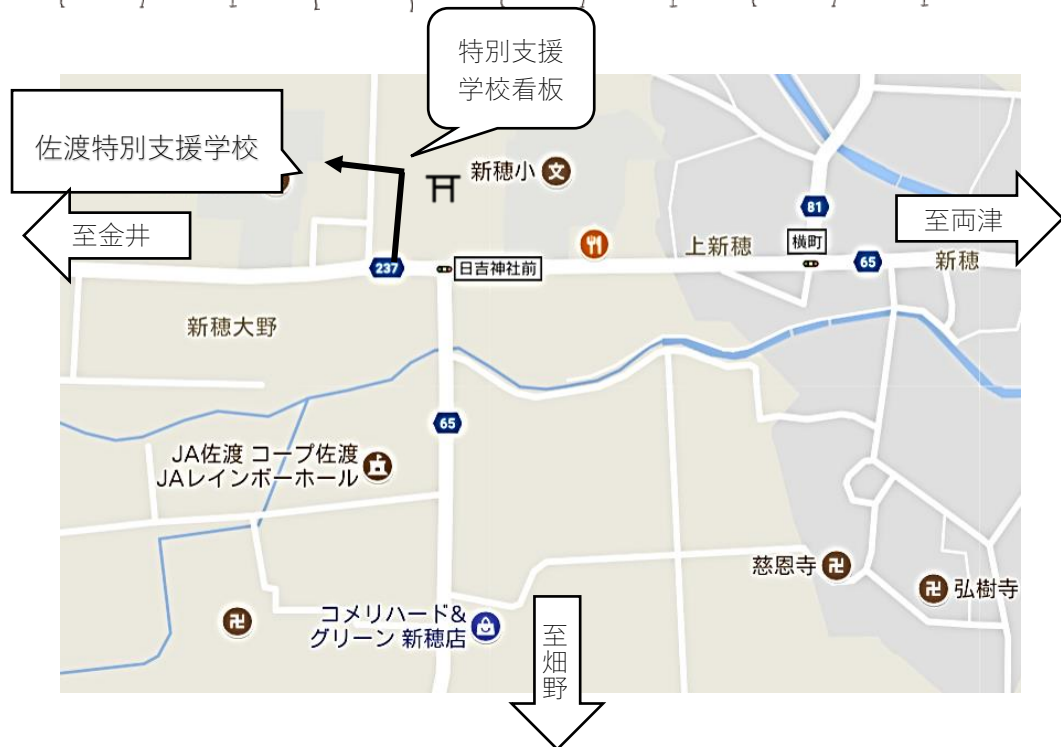 特別支援
学校看板
佐渡特別支援学校
新穂小
文
至金井
81
至両津
237
日吉神社前
上新穂
横町
65
新穂
新穂大野
65
JA佐渡 コープ佐渡
JAレインボーホール
慈恩寺
弘樹寺
コメリハード&
グリーン 新穂店
至畑野